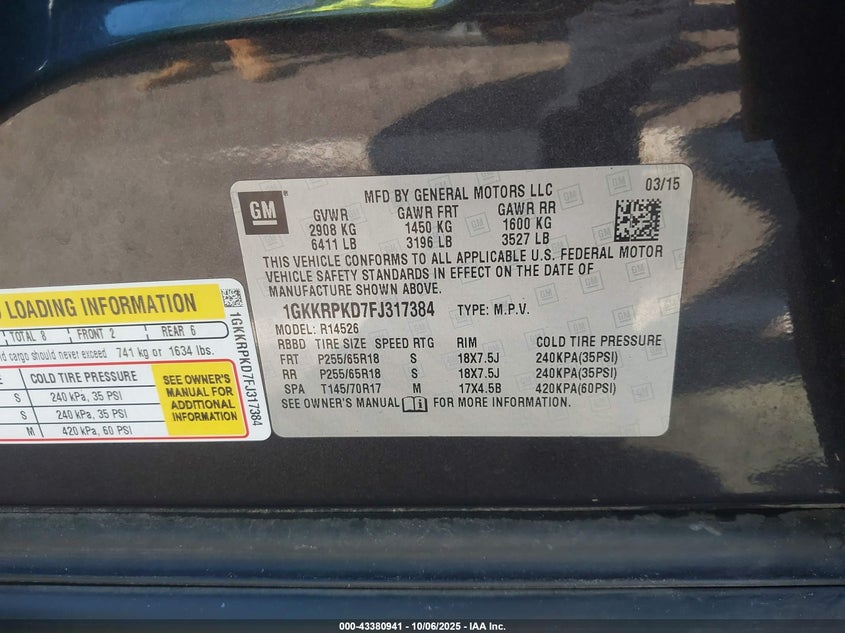 MFD BY GENERAL MOTORS LLC 03/15
GM
GVWR GAWR FRT GAWR RR
2908 KG 1450 KG 1600 KG
6411 LB 3196 LB 3527 LB
THIS VEHICLE CONFORMS TO ALL APPLICABLE U.S. FEDERAL MOTOR
VEHICLE SAFETY STANDARDS IN EFFECT ON THE DATE OF
MANUFACTURE SHOWN ABOVE.
1GKKRPKD7FJ317384 TYPE: M.P.V.
MODEL: R14526
RBBD TIRE SIZE SPEED RTG RIM COLD TIRE PRESSURE
FRT P255/65R18 S 18X7.5J 240KPA(35PSI)
RR P255/65R18 S 18X7.5J 240KPA(35PSI)
SPA T145/70R17 M 17X4.5B 420KPA(60PSI)
SEE OWNER'S MANUAL FOR MORE INFORMATION.
LOADING INFORMATION
TOTAL 8 FRONT 2 REAR 6
cargo should never exceed 741 kg or 1634 lbs.
COLD TIRE PRESSURE
S 240 kPa, 35 PSI
S 240 kPa, 35 PSI
M 420 kPa, 60 PSI
SEE OWNER'S
MANUAL FOR
ADDITIONAL
INFORMATION
1GKKRPKD7FJ317384
000-43380941 - 10/06/2025 - IAA Inc.